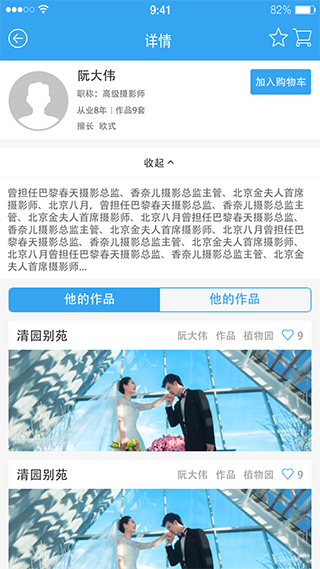 9:41
82%
详情
阮大伟
职称：高级摄影师
从业8年｜作品9套
擅长 欧式
加入购物车
收起
曾担任巴黎春天摄影总监、香奈儿摄影总监主管、北京金夫人首席
摄影师、北京八月，曾担任巴黎春天摄影总监、香奈儿摄影总监主
管、北京金夫人首席摄影师、北京八月曾担任巴黎春天摄影总监、
香奈儿摄影总监主管、北京金夫人首席摄影师、北京八月曾担任巴
黎春天摄影总监、香奈儿摄影总监主管、北京金夫人首席摄影师、
北京八月曾担任巴黎春天摄影总监、香奈儿摄影总监主管、北京金
夫人首席摄影师...
他的作品
他的作品
清园别苑
阮大伟 作品 植物园 9
清园别苑
阮大伟 作品 植物园 9